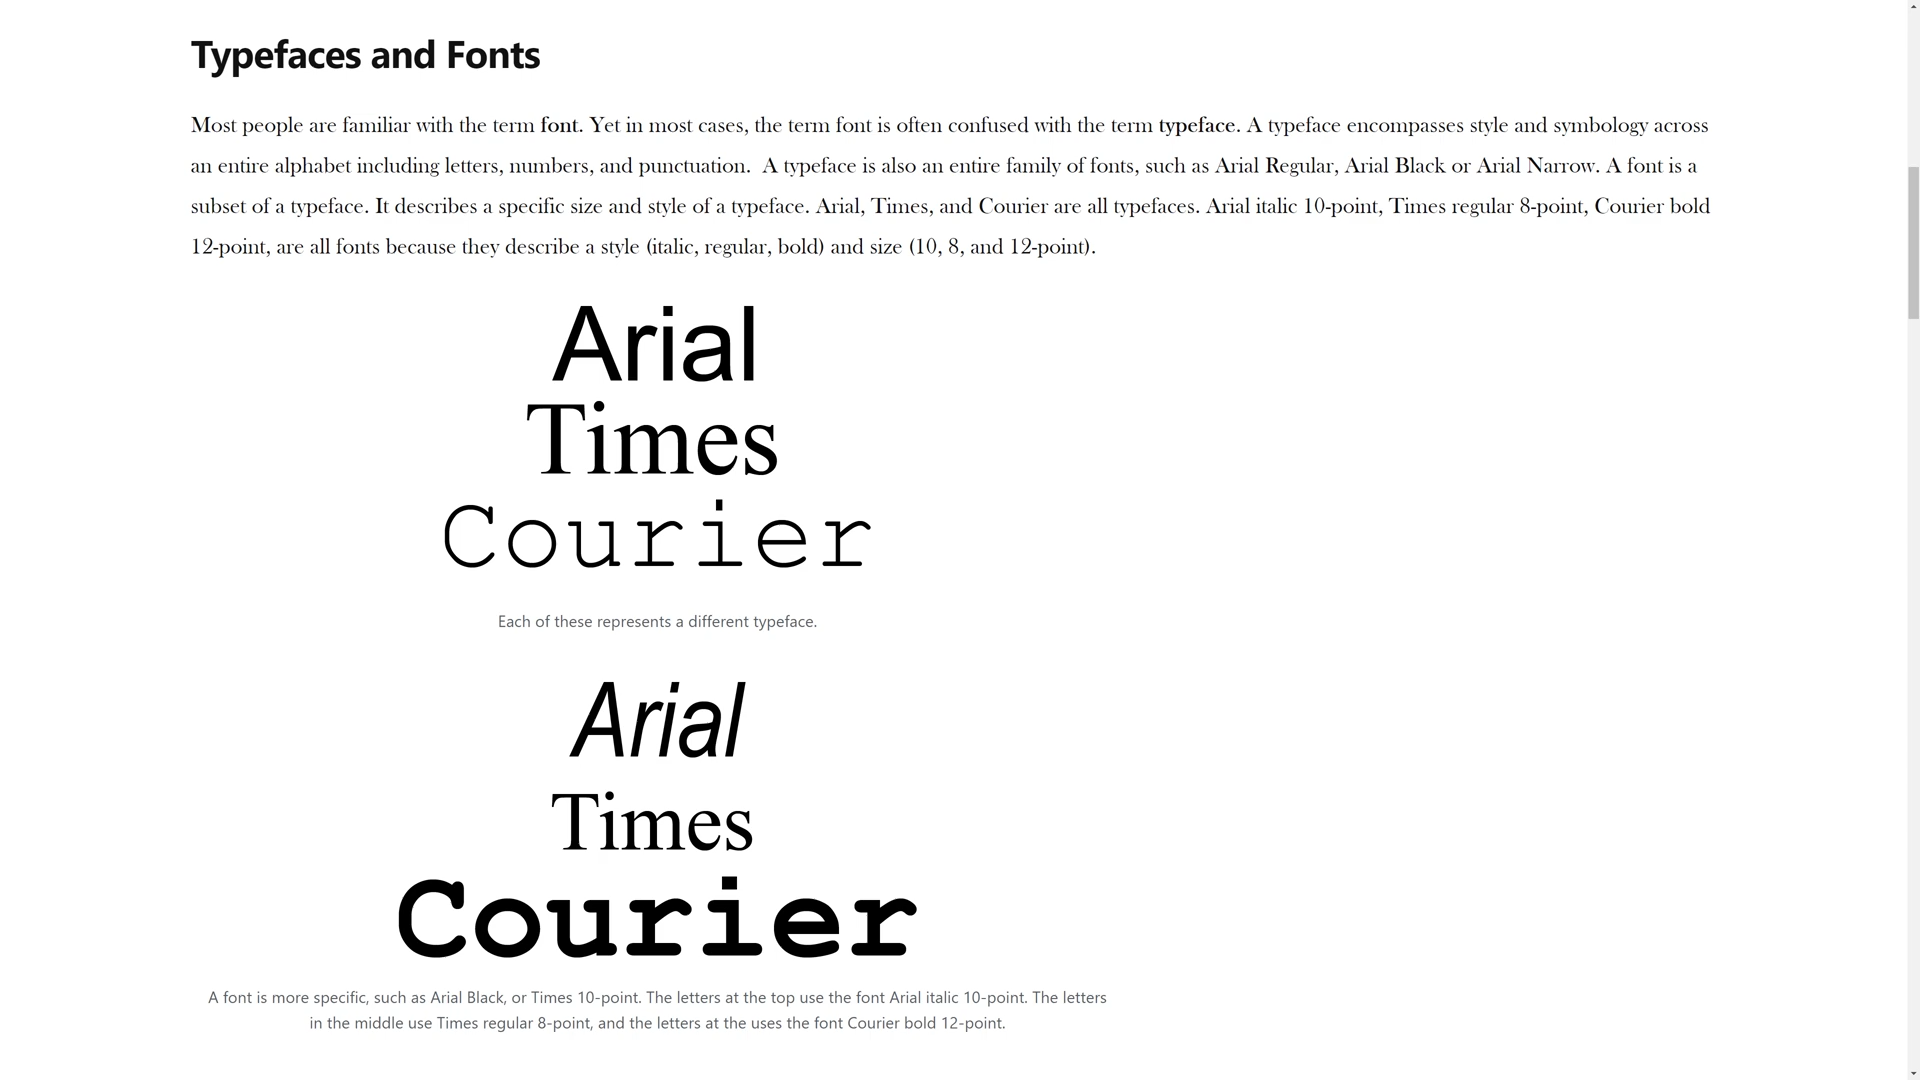 Typefaces and Fonts
Most people are familiar with the term font. Yet in most cases, the term font is often confused with the term typeface. A typeface encompasses style and symbology across
an entire alphabet including letters, numbers, and punctuation.  A typeface is also an entire family of fonts, such as Arial Regular, Arial Black or Arial Narrow. A font is a
subset of a typeface. It describes a specific size and style of a typeface. Arial, Times, and Courier are all typefaces. Arial italic 10-point, Times regular 8-point, Courier bold
12-point, are all fonts because they describe a style (italic, regular, bold) and size (10, 8, and 12-point).
Arial
Times
Courier
Each of these represents a different typeface.
Arial
Times
Courier
A font is more specific, such as Arial Black, or Times 10-point. The letters at the top use the font Arial italic 10-point. The letters
in the middle use Times regular 8-point, and the letters at the uses the font Courier bold 12-point.